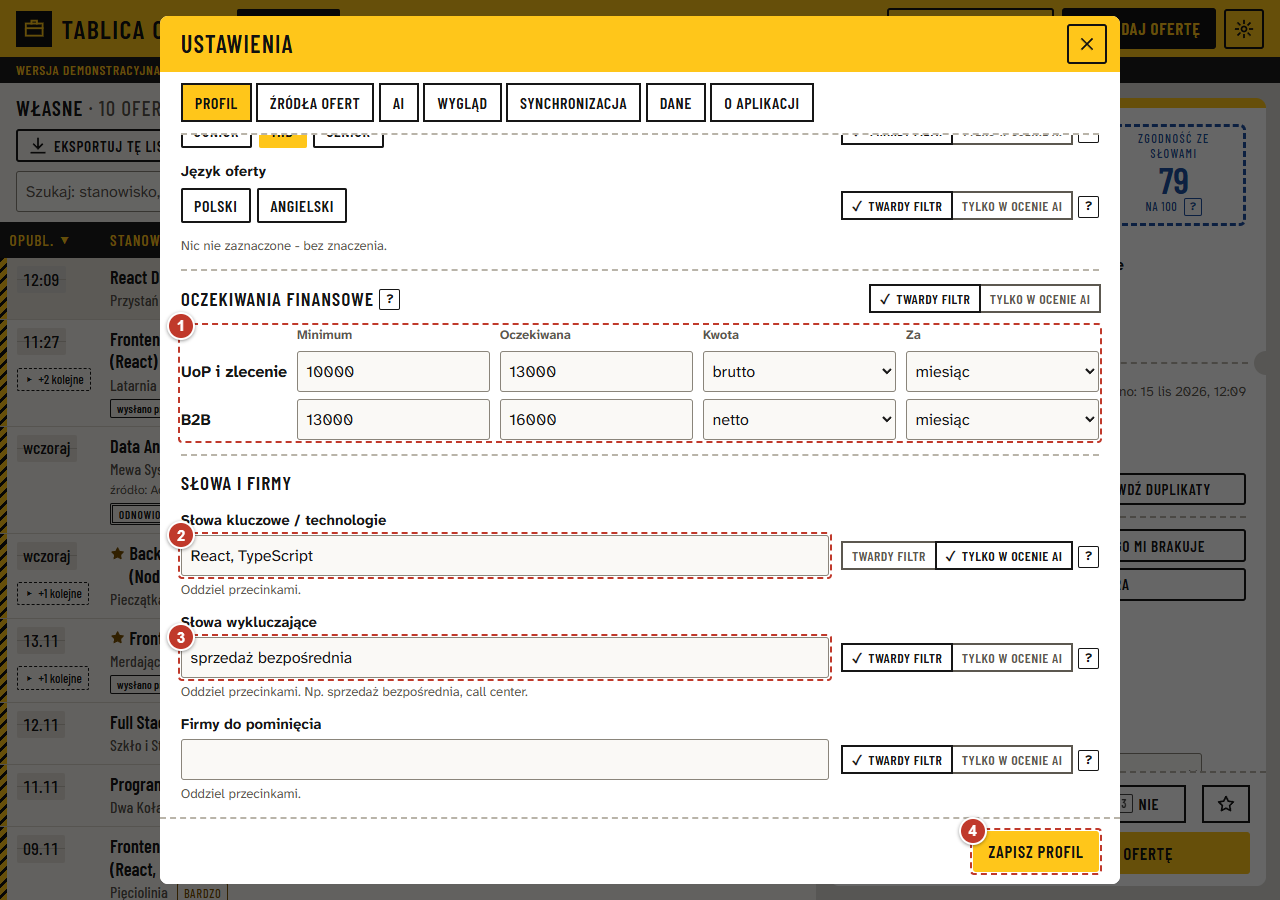 TABLICA O
USTAWIENIA
DAJ OFERTĘ
WERSJA DEMONSTRACYJNA
PROFIL
ŹRÓDŁA OFERT
AI
WYGLĄD
SYNCHRONIZACJA
DANE
O APLIKACJI
WŁASNE · 10 OFER
EKSPORTUJ TĘ LIS
Szukaj: stanowisko,
OPUBL. ▼ STANOW
12:09 React D
Przystań
11:27 Fronten
(React)
+2 kolejne
Latarnia
wysłano p
wczoraj Data An
Mewa Sys
źródło: Ad
ODNOWIO
wczoraj ★ Back
(Nod
+1 kolejne
Pieczątka
13.11 ★ Front
Merdając
+1 kolejne
wysłano p
12.11 Full Sta
Szkło i St
11.11 Program
Dwa Koła
09.11 Fronten
(React,
Pięciolinia BARDZO
Język oferty
POLSKI ANGIELSKI
✓ TWARDY FILTR TYLKO W OCENIE AI ?
Nic nie zaznaczone - bez znaczenia.
OCZEKIWANIA FINANSOWE ?
✓ TWARDY FILTR TYLKO W OCENIE AI
1
Minimum Oczekiwana Kwota Za
UoP i zlecenie 10000 13000 brutto miesiąc
B2B 13000 16000 netto miesiąc
SŁOWA I FIRMY
Słowa kluczowe / technologie
2
React, TypeScript
TWARDY FILTR ✓ TYLKO W OCENIE AI ?
Oddziel przecinkami.
Słowa wykluczające
3
sprzedaż bezpośrednia
✓ TWARDY FILTR TYLKO W OCENIE AI ?
Oddziel przecinkami. Np. sprzedaż bezpośrednia, call center.
Firmy do pominięcia
✓ TWARDY FILTR TYLKO W OCENIE AI ?
Oddziel przecinkami.
4
ZAPISZ PROFIL
ZGODNOŚĆ ZE
SŁOWAMI
79
NA 100 ?
no: 15 lis 2026, 12:09
WDŹ DUPLIKATY
GO MI BRAKUJE
3 NIE
OFERTĘ